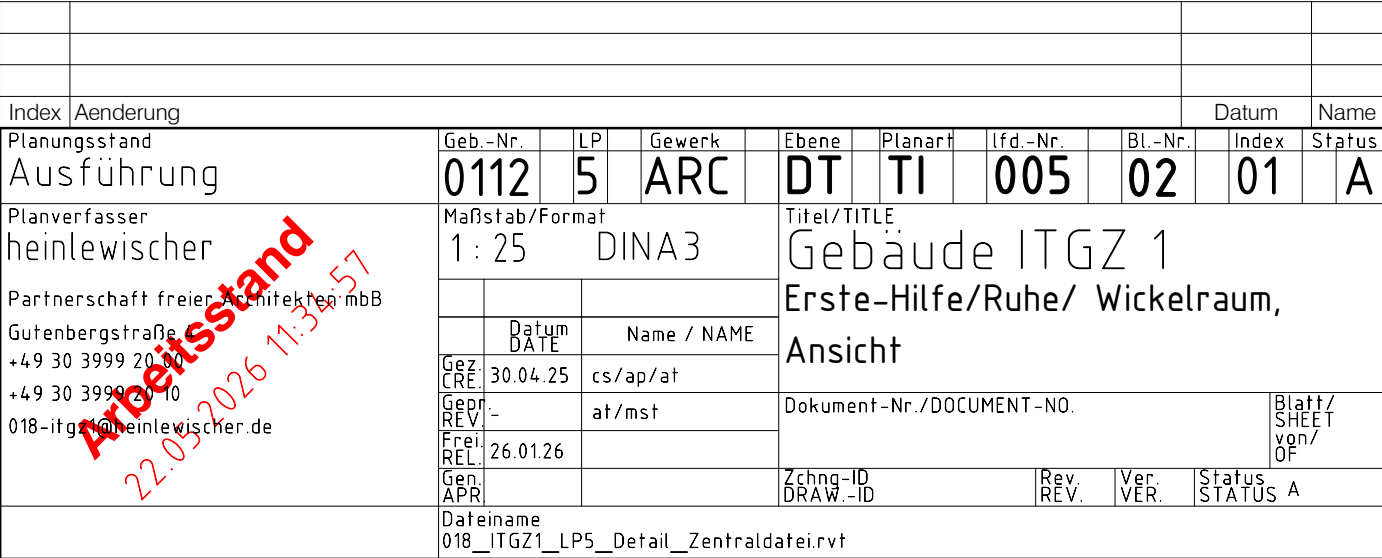 Index Aenderung Datum Name
Planungsstand
Ausführung
Geb.-Nr. LP Gewerk Ebene Planart lfd.-Nr. Bl.-Nr. Index Status
0112 5 ARC DT TI 005 02 01 A
Planverfasser
heinlewischer
Partnerschaft freier Architekten mbB
Gutenbergstraße 4
+49 30 3999 20 00
+49 30 3999 20 10
018-itgz1@heinlewischer.de
Arbeitsstand
22.05.2026 11:34:57
Maßstab/Format
1 : 25 DINA3
Titel/TITLE
Gebäude ITGZ 1
Erste-Hilfe/Ruhe/ Wickelraum,
Ansicht
Datum
DATE
Name / NAME
Gez.
CRE. 30.04.25 cs/ap/at
Gepr.
REV. - at/mst
Frei.
REL. 26.01.26
Gen.
APR.
Dokument-Nr./DOCUMENT-NO.
Blatt/
SHEET
von/
OF
Zchng-ID
DRAW.-ID
Rev.
REV.
Ver.
VER.
Status
STATUS A
Dateiname
018_ITGZ1_LP5_Detail_Zentraldatei.rvt